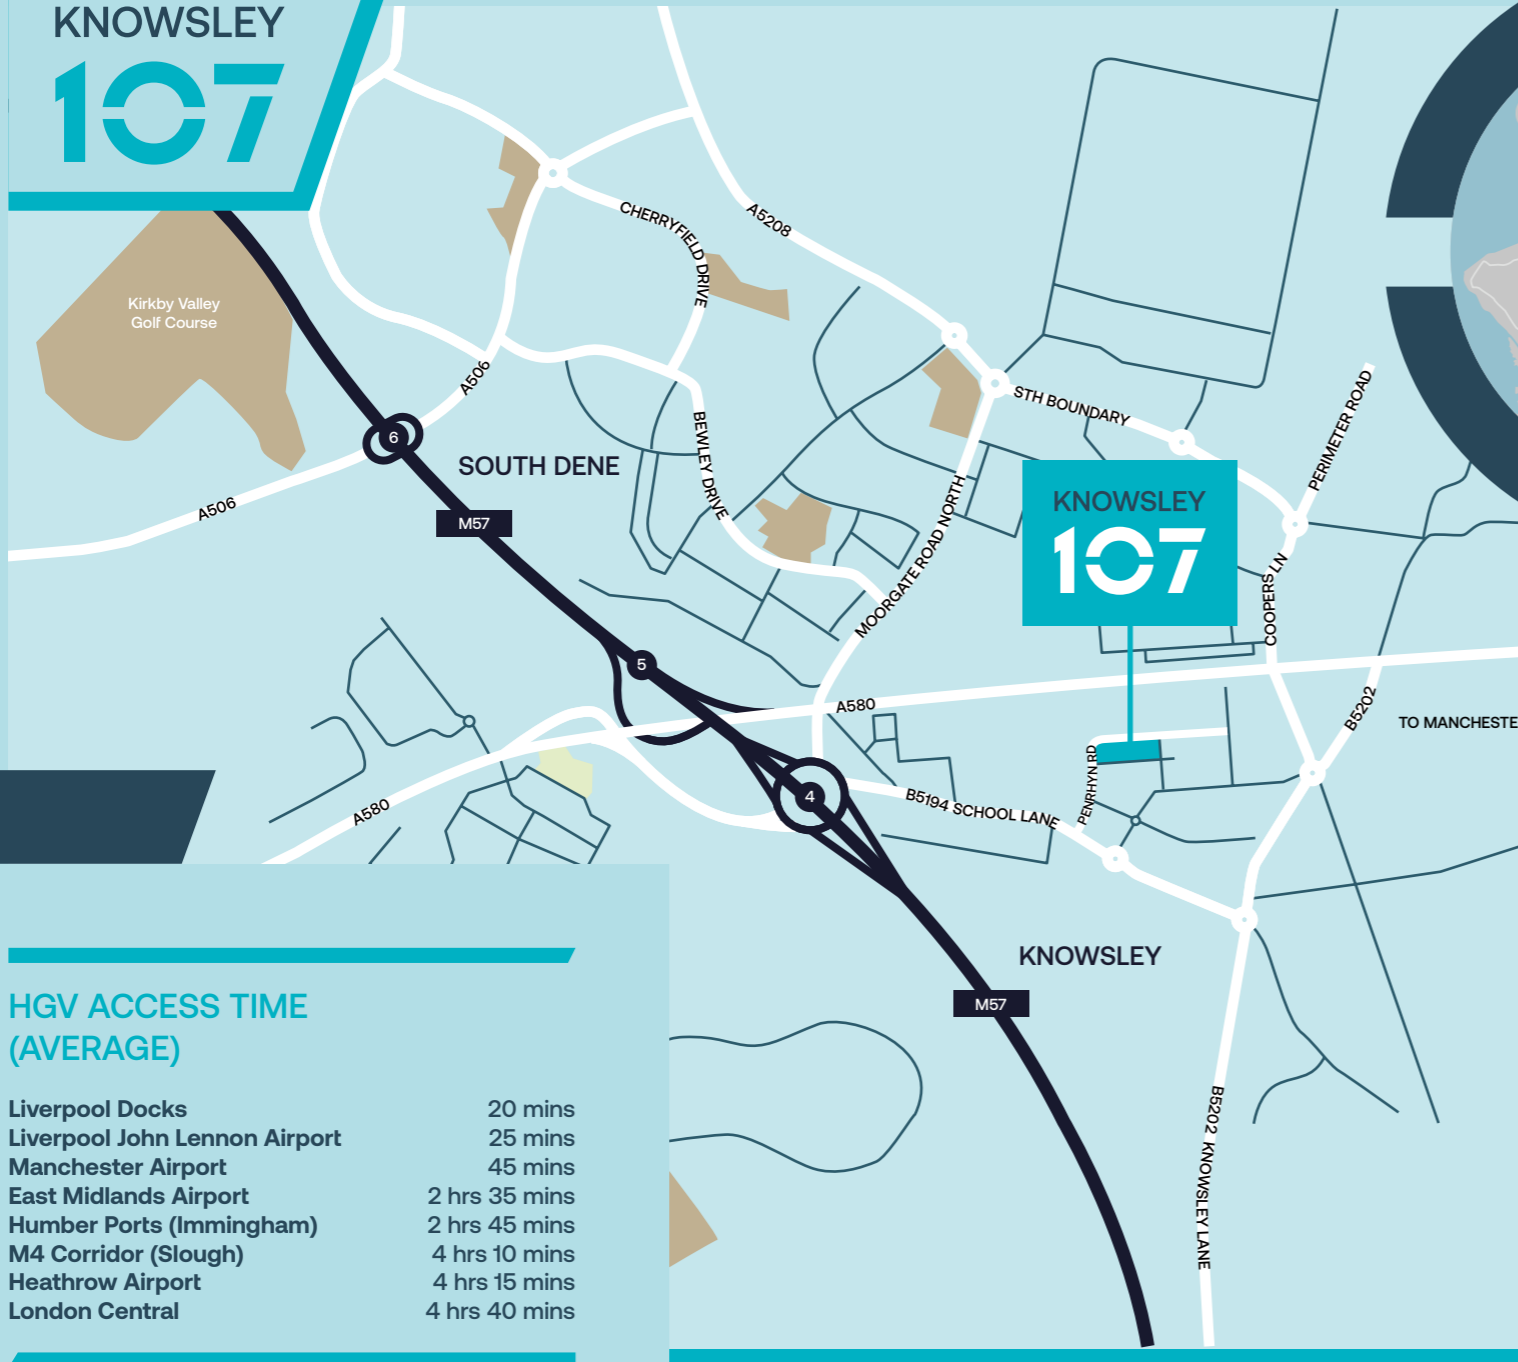 KNOWSLEY
107
Kirkby Valley
Golf Course
CHERRYFIELD DRIVE
A5208
A506
A506
6
SOUTH DENE
M57
BEWLEY DRIVE
STH BOUNDARY
PERIMETER ROAD
MOORGATE ROAD NORTH
KNOWSLEY
107
COOPERS LN
5
A580
B5202
TO MANCHESTE
A580
4
B5194 SCHOOL LANE
PENRHYN RD
KNOWSLEY
M57
B5202 KNOWSLEY LANE
HGV ACCESS TIME
(AVERAGE)
Liverpool Docks 20 mins
Liverpool John Lennon Airport 25 mins
Manchester Airport 45 mins
East Midlands Airport 2 hrs 35 mins
Humber Ports (Immingham) 2 hrs 45 mins
M4 Corridor (Slough) 4 hrs 10 mins
Heathrow Airport 4 hrs 15 mins
London Central 4 hrs 40 mins